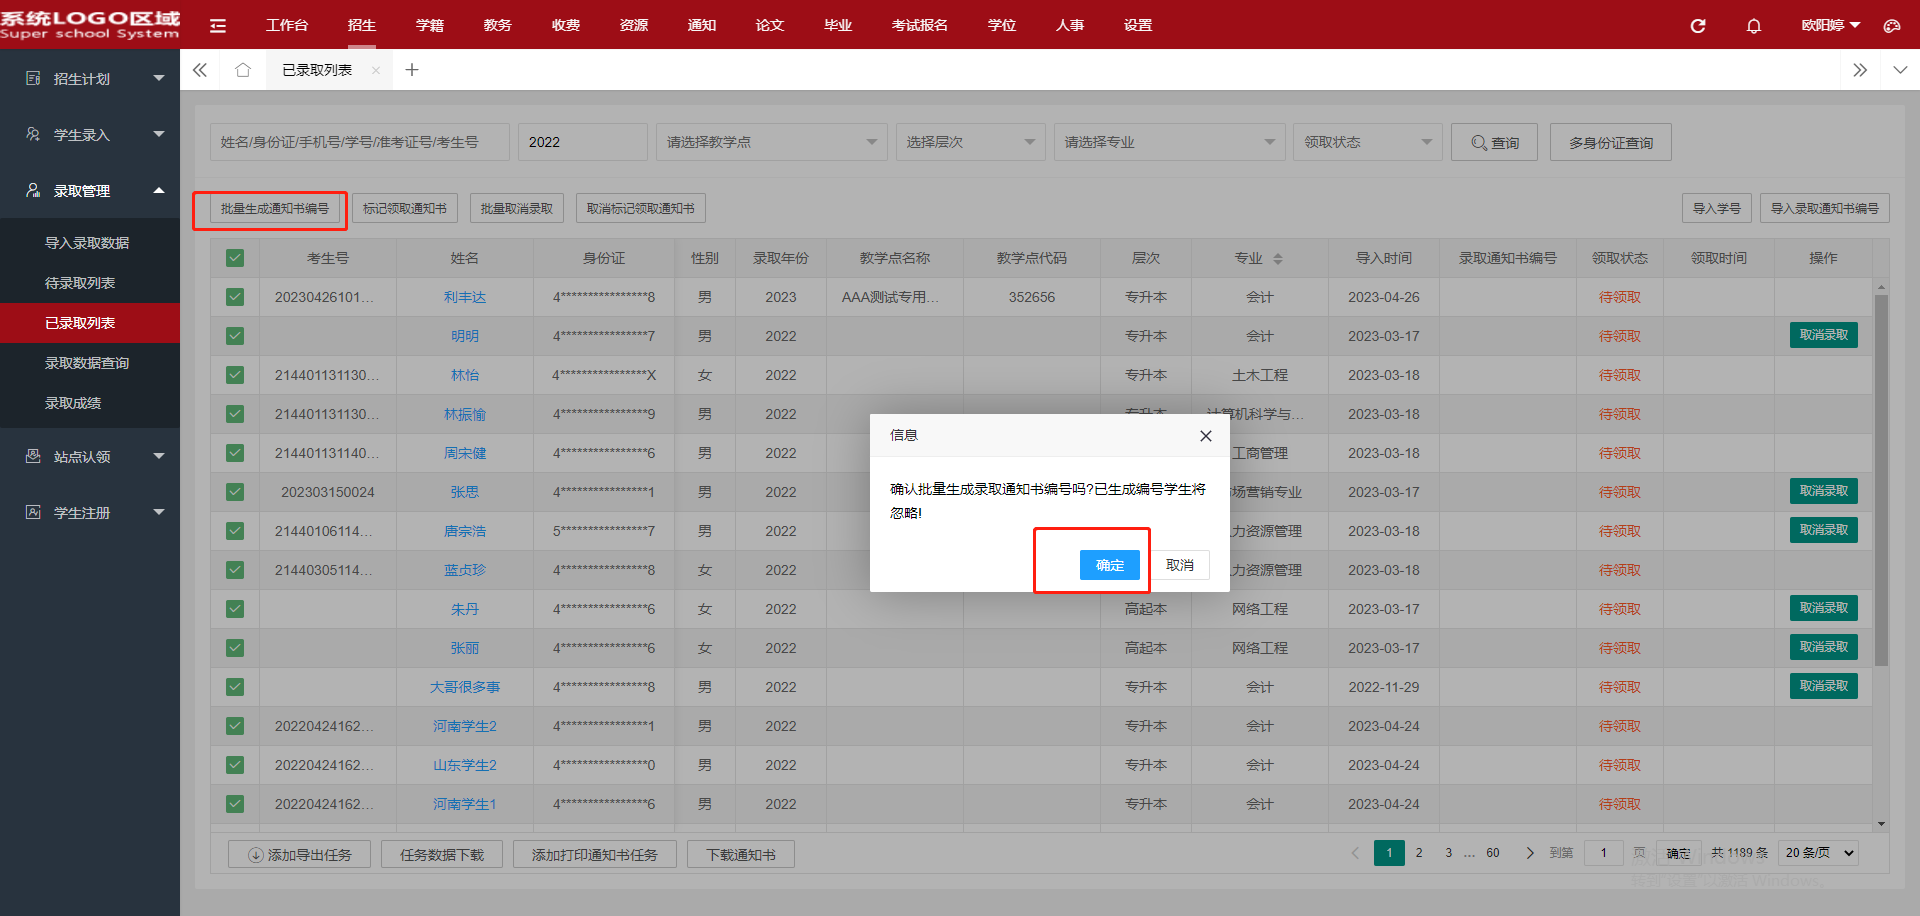 系统LOGO区域
Super school System
工作台 招生 学籍 教务 收费 资源 通知 论文 毕业 考试报名 学位 人事 设置
欧阳婷
招生计划
学生录入
录取管理
导入录取数据
待录取列表
已录取列表
录取数据查询
录取成绩
站点认领
学生注册
已录取列表
姓名/身份证/手机号/学号/准考证号/考生号 2022 请选择教学点 选择层次 请选择专业 领取状态 查询 多身份证查询
批量生成通知书编号 标记领取通知书 批量取消录取 取消标记领取通知书 导入学号 导入录取通知书编号
考生号 姓名 身份证 性别 录取年份 教学点名称 教学点代码 层次 专业 导入时间 录取通知书编号 领取状态 领取时间 操作
20230426101... 利丰达 4****************8 男 2023 AAA测试专用... 352656 专升本 会计 2023-04-26 待领取
明明 4****************7 男 2022 专升本 会计 2023-03-17 待领取 取消录取
214401131130... 林怡 4****************X 女 2022 专升本 土木工程 2023-03-18 待领取
214401131130... 林振愉 4****************9 男 2022 专升本 计算机科学与... 2023-03-18 待领取
214401131140... 周宋健 4****************6 男 2022 工商管理 2023-03-18 待领取
202303150024 张思 4****************1 男 2022 场营销专业 2023-03-17 待领取 取消录取
21440106114... 唐宗浩 5****************7 男 2022 力资源管理 2023-03-18 待领取 取消录取
21440305114... 蓝贞珍 4****************8 女 2022 力资源管理 2023-03-18 待领取
朱丹 4****************6 女 2022 高起本 网络工程 2023-03-17 待领取 取消录取
张丽 4****************6 女 2022 高起本 网络工程 2023-03-17 待领取 取消录取
大哥很多事 4****************8 男 2022 专升本 会计 2022-11-29 待领取 取消录取
20220424162... 河南学生2 4****************1 男 2022 专升本 会计 2023-04-24 待领取
20220424162... 山东学生2 4****************0 男 2022 专升本 会计 2023-04-24 待领取
20220424162... 河南学生1 4****************6 男 2022 专升本 会计 2023-04-24 待领取
信息
确认批量生成录取通知书编号吗?已生成编号学生将
忽略!
确定 取消
添加导出任务 任务数据下载 添加打印通知书任务 下载通知书 1 2 3 ... 60 到第 1 页 确定 共 1189 条 20 条/页
转到"设置"以激活 Windows。